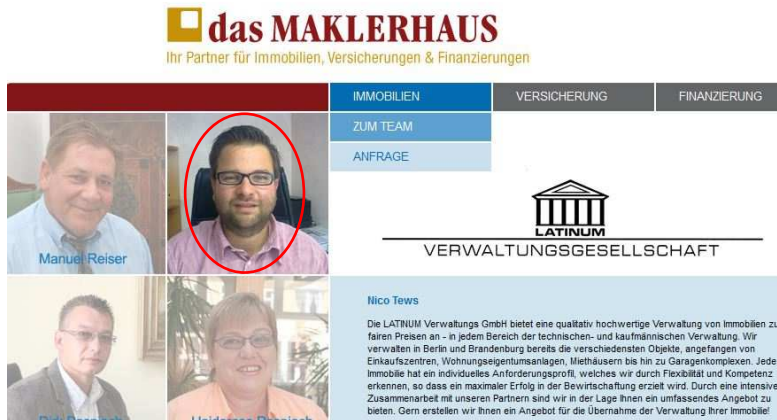 das MAKLERHAUS
Ihr Partner für Immobilien, Versicherungen & Finanzierungen
IMMOBILIEN
VERSICHERUNG
FINANZIERUNG
ZUM TEAM
ANFRAGE
LATINUM
VERWALTUNGSGESELLSCHAFT
Manuel Reiser
Nico Tews
Die LATINUM Verwaltungs GmbH bietet eine qualitativ hochwertige Verwaltung von Immobilien zu
fairen Preisen an - in jedem Bereich der technischen- und kaufmännischen Verwaltung. Wir
verwalten in Berlin und Brandenburg bereits die verschiedensten Objekte, angefangen von
Einkaufszentren, Wohnungseigentumsanlagen, Miethäusern bis hin zu Garagenkomplexen. Jede
Immobilie hat ein individuelles Anforderungsprofil, welches wir durch Flexibilität und Kompetenz
erkennen, so dass ein maximaler Erfolg in der Bewirtschaftung erzielt wird. Durch eine intensive
Zusammenarbeit mit unseren Partnern sind wir in der Lage Ihnen ein umfassendes Angebot zu
bieten. Gern erstellen wir Ihnen ein Angebot für die Übernahme der Verwaltung Ihrer Immobilie!